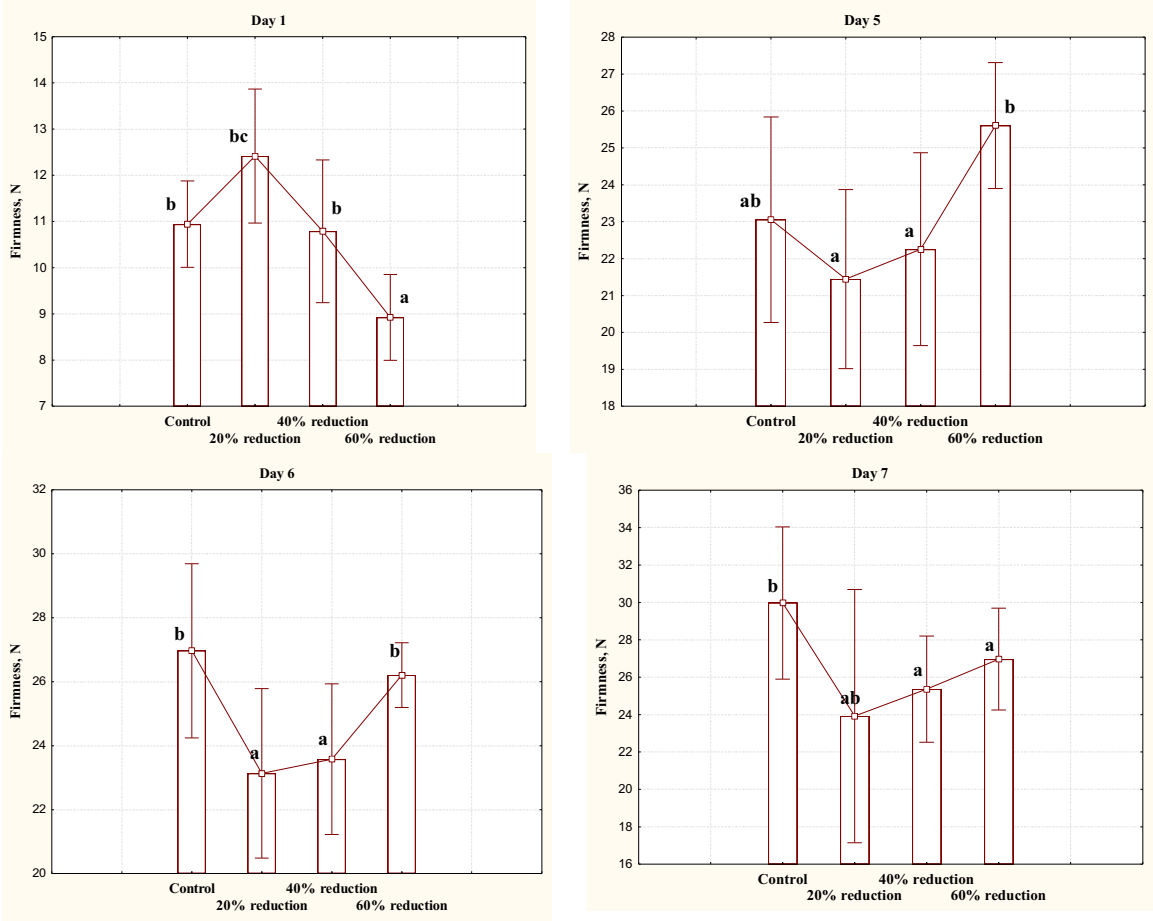 Day 1
Firmness, N
15
14
13
12
11
10
9
8
7
b
bc
b
a
Control
20% reduction
40% reduction
60% reduction
Day 5
Firmness, N
28
27
26
25
24
23
22
21
20
19
18
ab
a
a
b
Control
20% reduction
40% reduction
60% reduction
Day 6
Firmness, N
32
30
28
26
24
22
20
b
a
a
b
Control
20% reduction
40% reduction
60% reduction
Day 7
Firmness, N
36
34
32
30
28
26
24
22
20
18
16
b
ab
a
a
Control
20% reduction
40% reduction
60% reduction